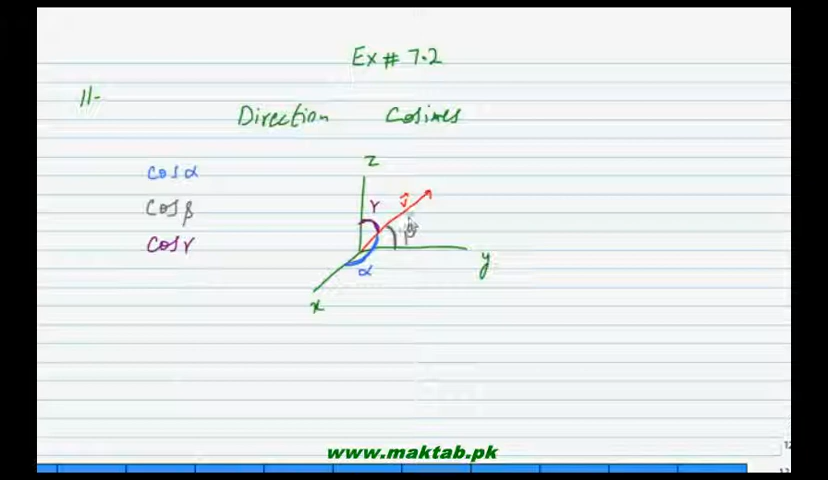 Ex # 7.2
11-
Direction Cosines
Z
cos α
γ
v⃗
cos β
β
cos γ
y
α
x
www.maktab.pk